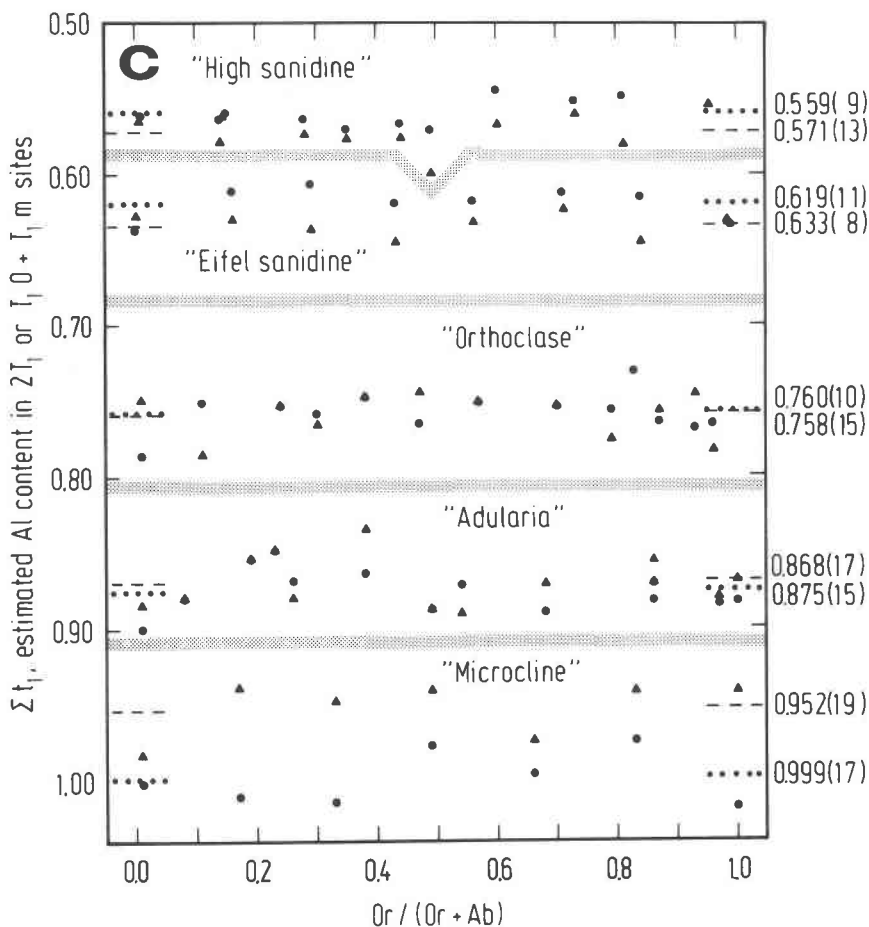 C
"High sanidine"
"Eifel sanidine"
"Orthoclase"
"Adularia"
"Microcline"
0.50
0.60
0.70
0.80
0.90
1.00
Σ t₁, estimated Al content in 2T₁ or T₁O + T₁m sites
0.559( 9)
0.571(13)
0.619(11)
0.633( 8)
0.760(10)
0.758(15)
0.868(17)
0.875(15)
0.952(19)
0.999(17)
0.0 0.2 0.4 0.6 0.8 1.0
Or / (Or + Ab)